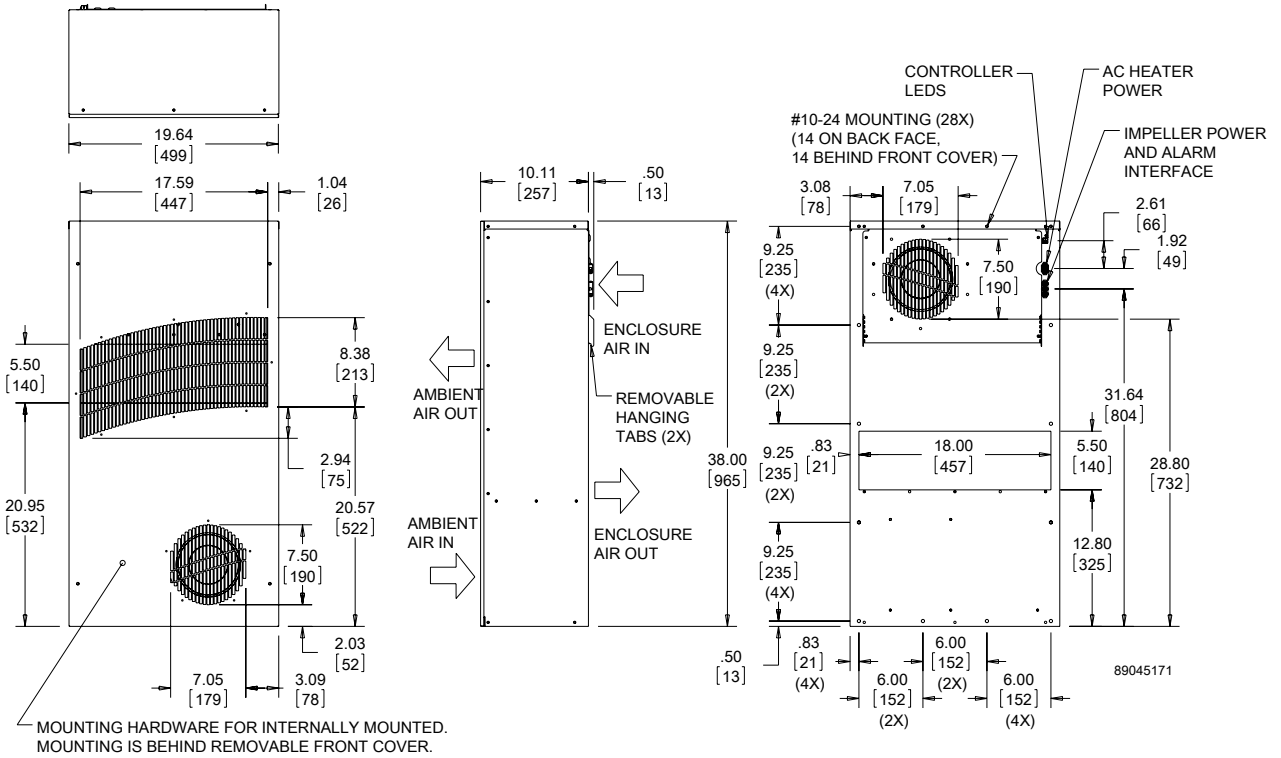 19.64
[499]
17.59
[447]
1.04
[26]
5.50
[140]
8.38
[213]
2.94
[75]
20.95
[532]
20.57
[522]
7.50
[190]
2.03
[52]
7.05
[179]
3.09
[78]
MOUNTING HARDWARE FOR INTERNALLY MOUNTED.
MOUNTING IS BEHIND REMOVABLE FRONT COVER.
10.11
[257]
.50
[13]
ENCLOSURE
AIR IN
AMBIENT
AIR OUT
REMOVABLE
HANGING
TABS (2X)
38.00
[965]
AMBIENT
AIR IN
ENCLOSURE
AIR OUT
CONTROLLER
LEDS
AC HEATER
POWER
#10-24 MOUNTING (28X)
(14 ON BACK FACE,
14 BEHIND FRONT COVER)
IMPELLER POWER
AND ALARM
INTERFACE
3.08
[78]
7.05
[179]
2.61
[66]
1.92
[49]
9.25
[235]
(4X)
7.50
[190]
9.25
[235]
(2X)
31.64
[804]
9.25
[235]
(2X)
.83
[21]
18.00
[457]
5.50
[140]
28.80
[732]
9.25
[235]
(4X)
12.80
[325]
.50
[13]
.83
[21]
(4X)
6.00
[152]
(2X)
6.00
[152]
(2X)
6.00
[152]
(4X)
89045171